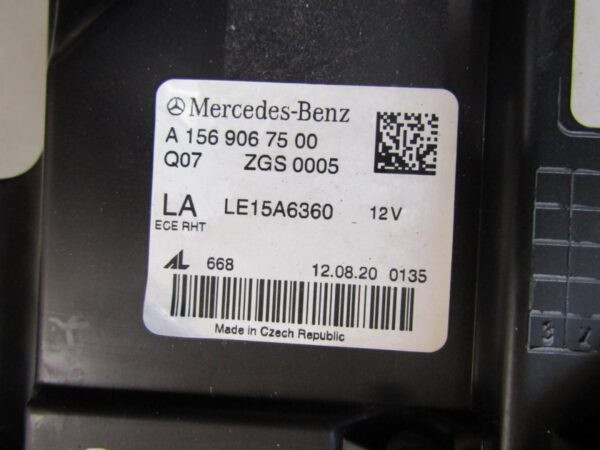 Mercedes-Benz
A 156 906 75 00
Q07 ZGS 0005
LA LE15A6360 12V
ECE RHT
AL 668 12.08.20 0135
Made in Czech Republic